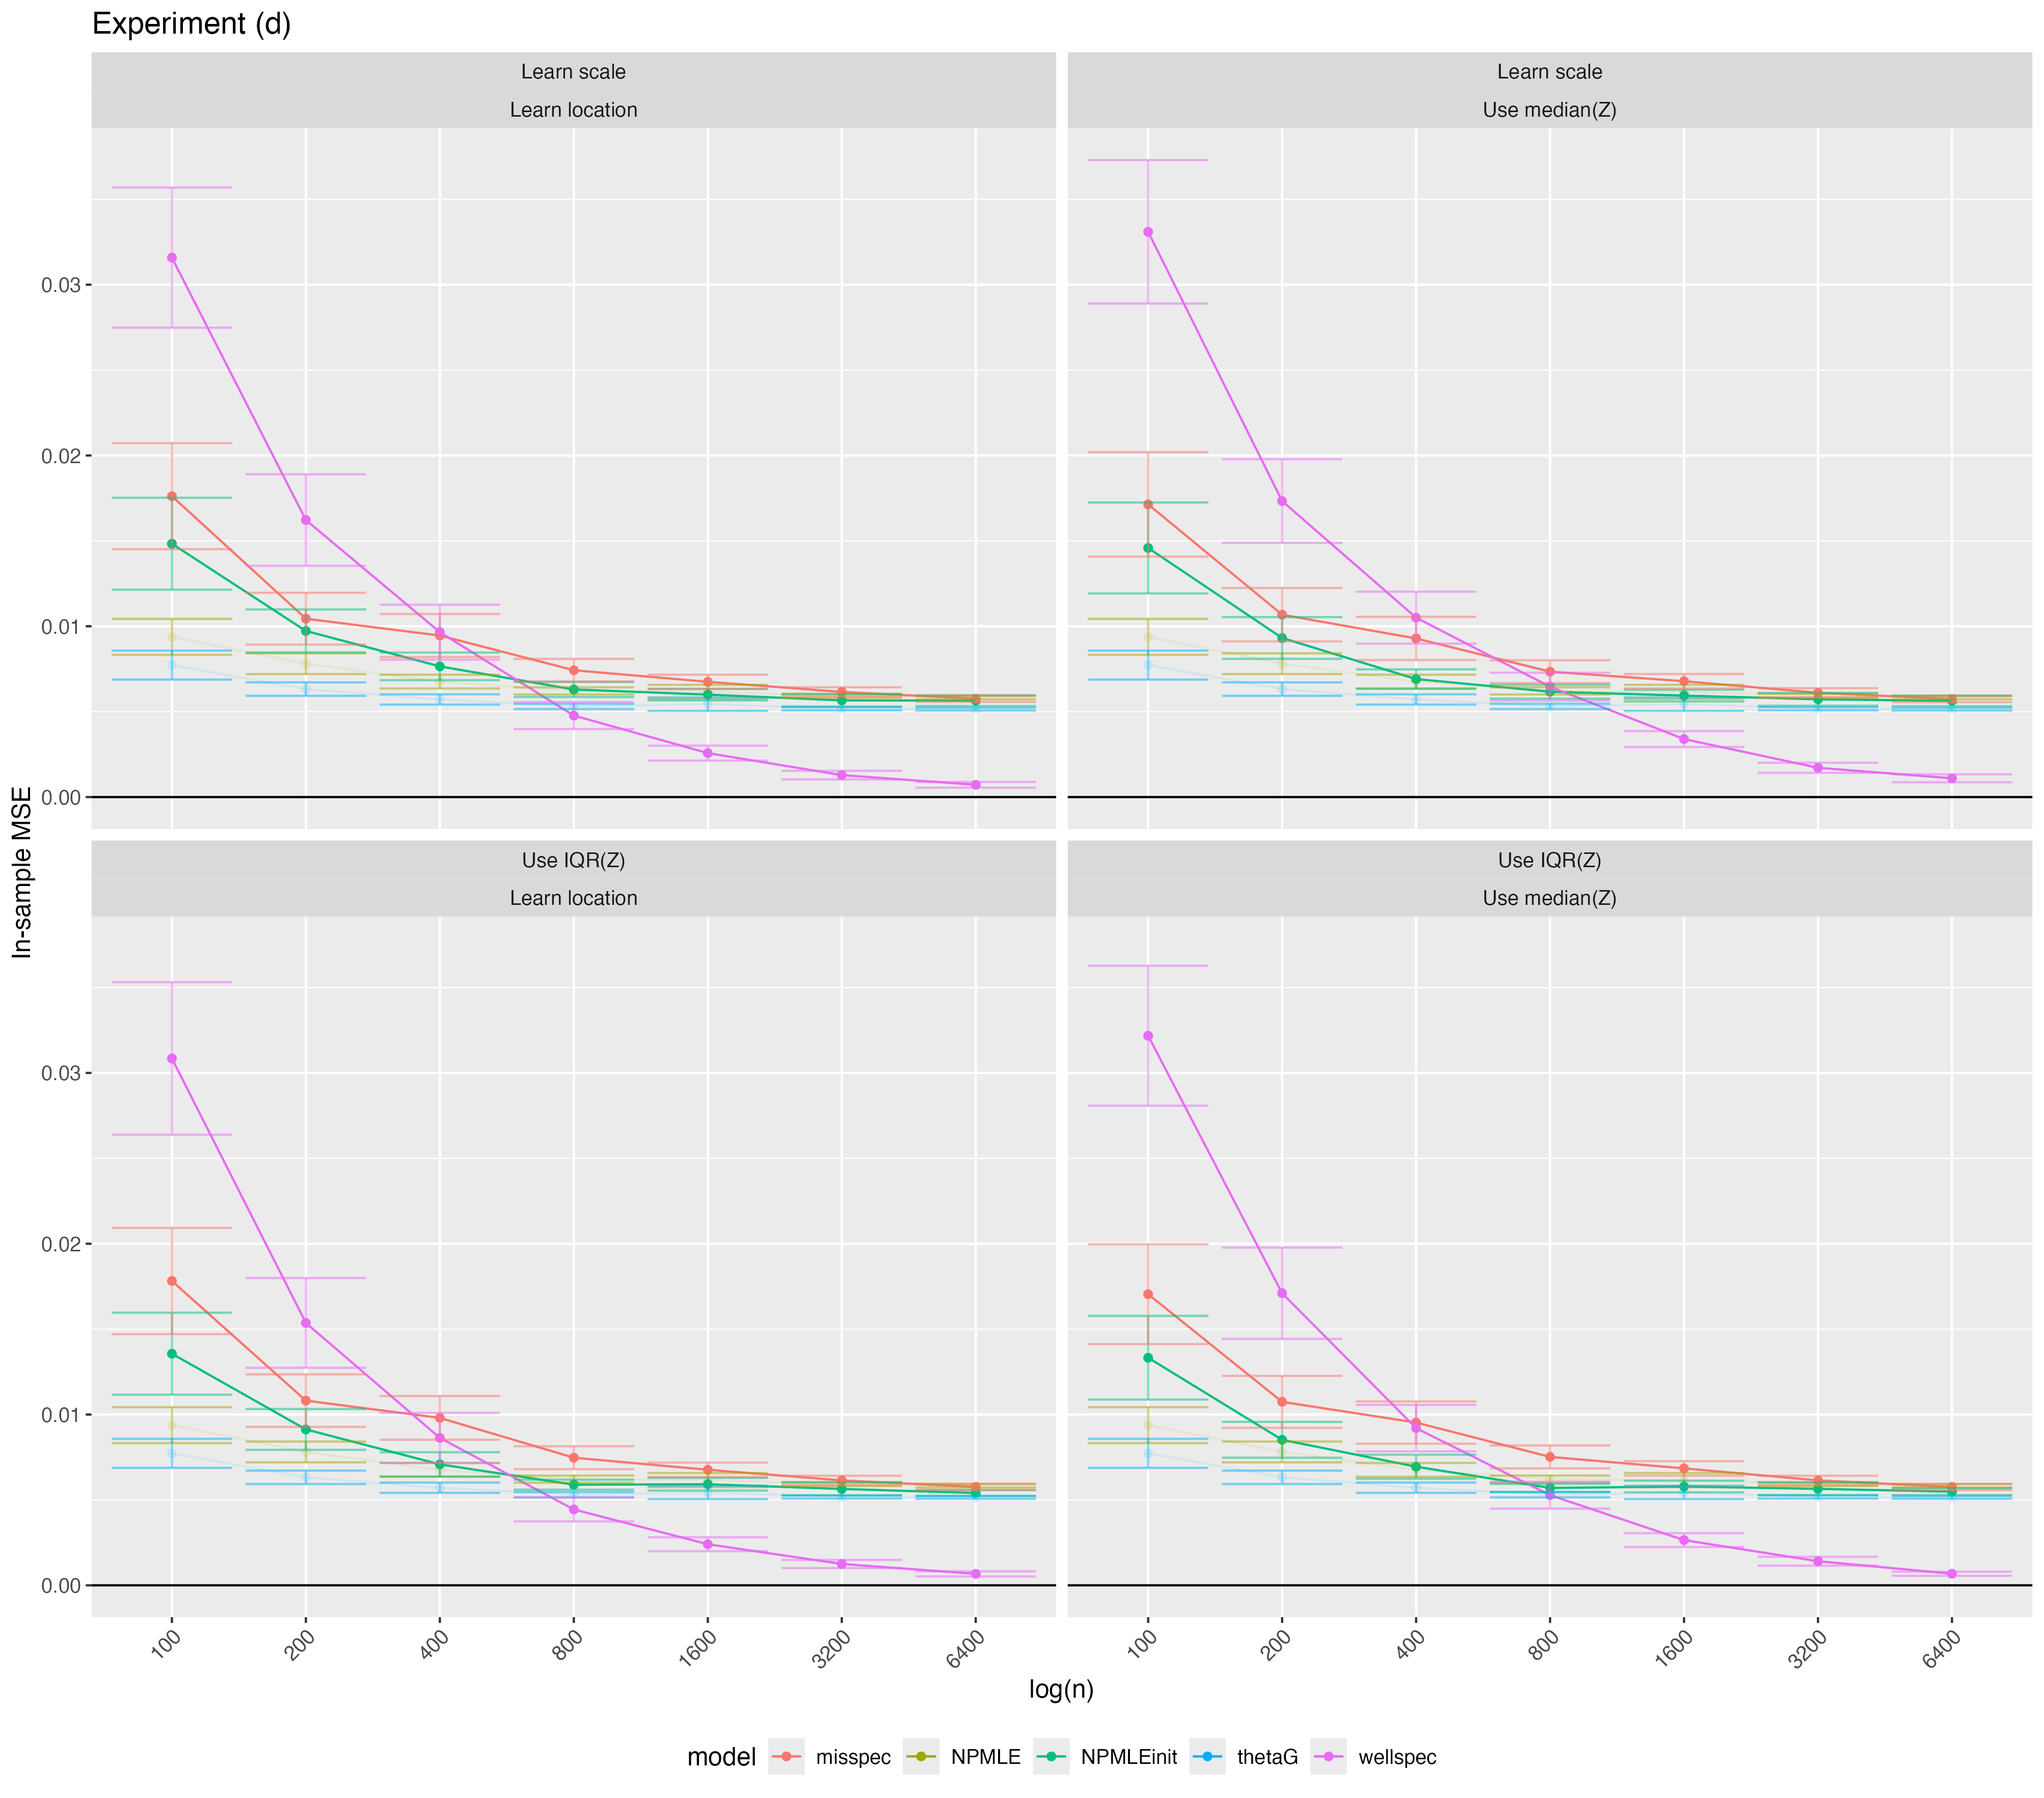 Experiment (d)
Learn scale
Learn location
Learn scale
Use median(Z)
0.03
0.02
0.01
0.00
Use IQR(Z)
Learn location
Use IQR(Z)
Use median(Z)
0.03
0.02
0.01
0.00
In-sample MSE
100 200 400 800 1600 3200 6400
100 200 400 800 1600 3200 6400
log(n)
model misspec NPMLE NPMLEinit thetaG wellspec